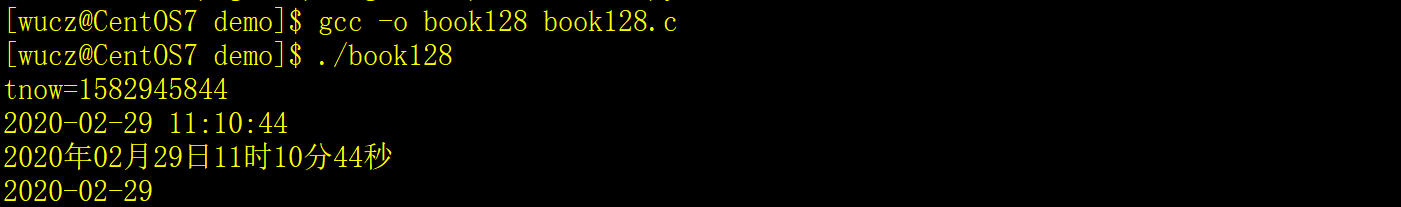 [wucz@CentOS7 demo]$ gcc -o book128 book128.c
[wucz@CentOS7 demo]$ ./book128
tnow=1582945844
2020-02-29 11:10:44
2020年02月29日11时10分44秒
2020-02-29